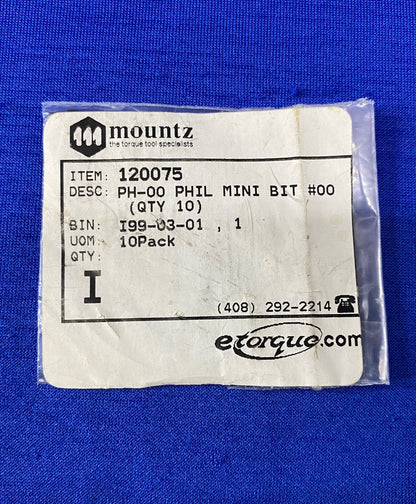 mountz
the torque tool specialists
ITEM: 120075
DESC: PH-00 PHIL MINI BIT #00
(QTY 10)
BIN: I99-03-01 , 1
UOM: 10Pack
QTY:
I
(408) 292-2214
etorque.com